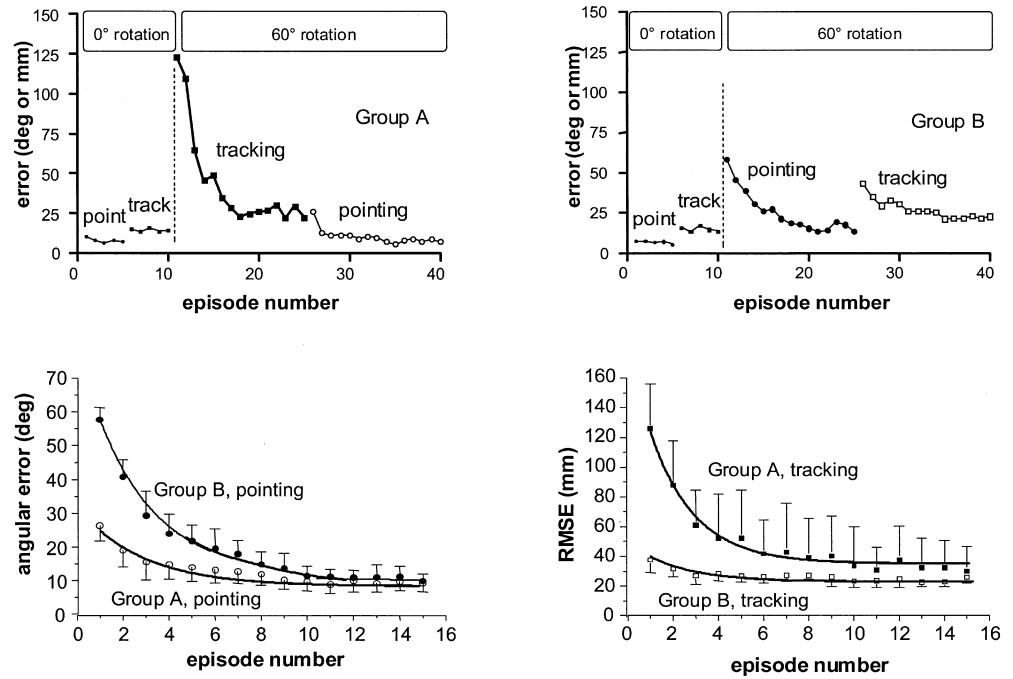 150
125
100
75
50
25
0
error (deg or mm)
0° rotation
60° rotation
Group A
tracking
point
track
pointing
0
10
20
30
40
episode number
150
125
100
75
50
25
0
error (deg or mm)
0° rotation
60° rotation
Group B
pointing
tracking
point
track
0
10
20
30
40
episode number
70
60
50
40
30
20
10
0
angular error (deg)
Group B, pointing
Group A, pointing
0
2
4
6
8
10
12
14
16
episode number
160
140
120
100
80
60
40
20
0
RMSE (mm)
Group A, tracking
Group B, tracking
0
2
4
6
8
10
12
14
16
episode number